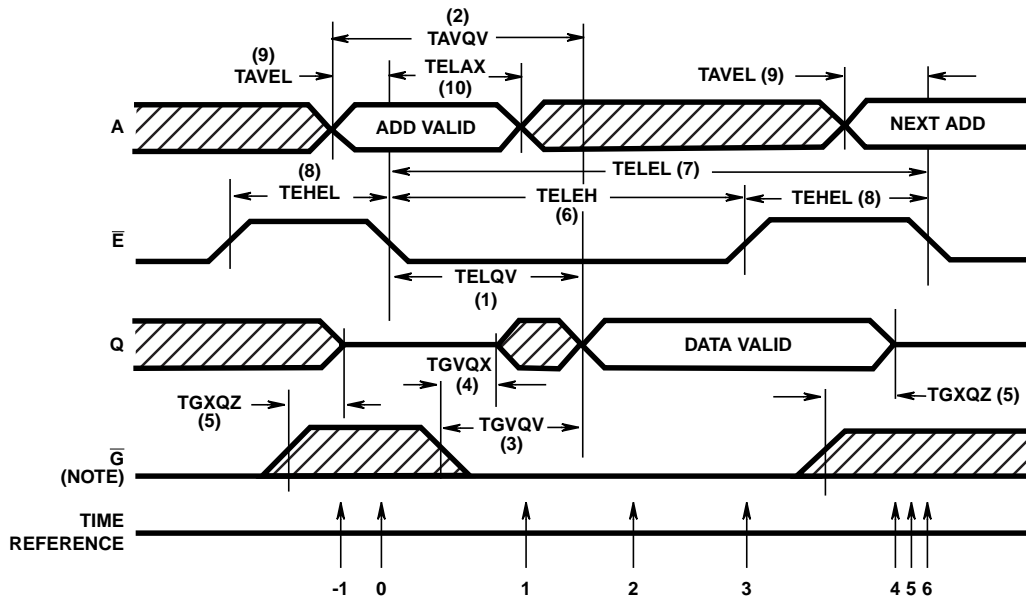 (2)
TAVQV
(9)
TAVEL
TELAX
(10)
TAVEL (9)
A
ADD VALID
NEXT ADD
(8)
TEHEL
TELEL (7)
TELEH
(6)
TEHEL (8)
E̅
TELQV
(1)
Q
DATA VALID
TGVQX
(4)
TGXQZ
(5)
TGXQZ (5)
TGVQV
(3)
G̅
(NOTE)
TIME
REFERENCE
-1 0 1 2 3 4 5 6